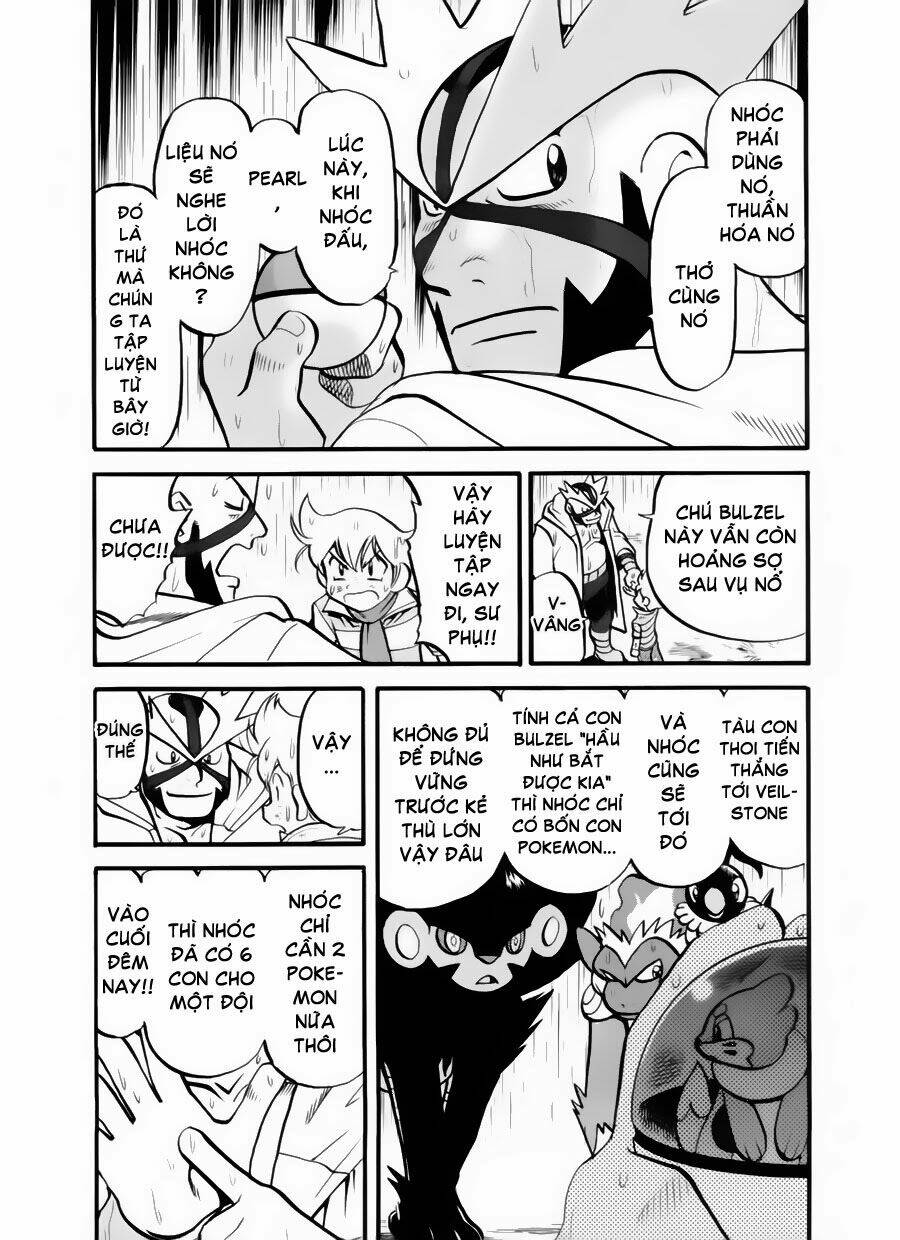 NHÓC
PHẢI
DÙNG
NÓ,
THUẦN
HÓA NÓ
THỞ
CÙNG
NÓ
LÚC
NÀY,
KHI
NHÓC
ĐẤU,
PEARL
,
LIỆU NÓ
SẼ
NGHE
LỜI
NHÓC
KHÔNG
?
ĐÓ
LÀ
THỨ
MÀ
CHÚN
G TA
TẬP
LUYỆN
TỪ
BÂY
GIỜ!
CHÚ BULZEL
NÀY VẪN CÒN
HOẢNG SỢ
SAU VỤ NỔ
V-
VÂNG
VẬY
HÃY
LUYỆN
TẬP
NGAY
ĐI, SƯ
PHỤ!!
CHƯA
ĐƯỢC!!
TÀU CON
THOI TIẾN
THẲNG
TỚI VEIL-
STONE
VÀ
NHÓC
CŨNG
SẼ
TỚI
ĐÓ
TÍNH CẢ CON
BULZEL "HẦU
NHƯ BẮT
ĐƯỢC KIA"
THÌ NHÓC CHỈ
CÓ BỐN CON
POKEMON...
KHÔNG ĐỦ
ĐỂ ĐỨNG
VỮNG
TRƯỚC KẺ
THÙ LỚN
VẬY ĐÂU
VẬY
...
ĐÚNG
THẾ
NHÓC
CHỈ
CẦN 2
POKE-
MON
NỮA
THÔI
THÌ NHÓC
ĐÃ CÓ 6
CON CHO
MỘT ĐỘI
VÀO
CUỐI
ĐÊM
NAY!!